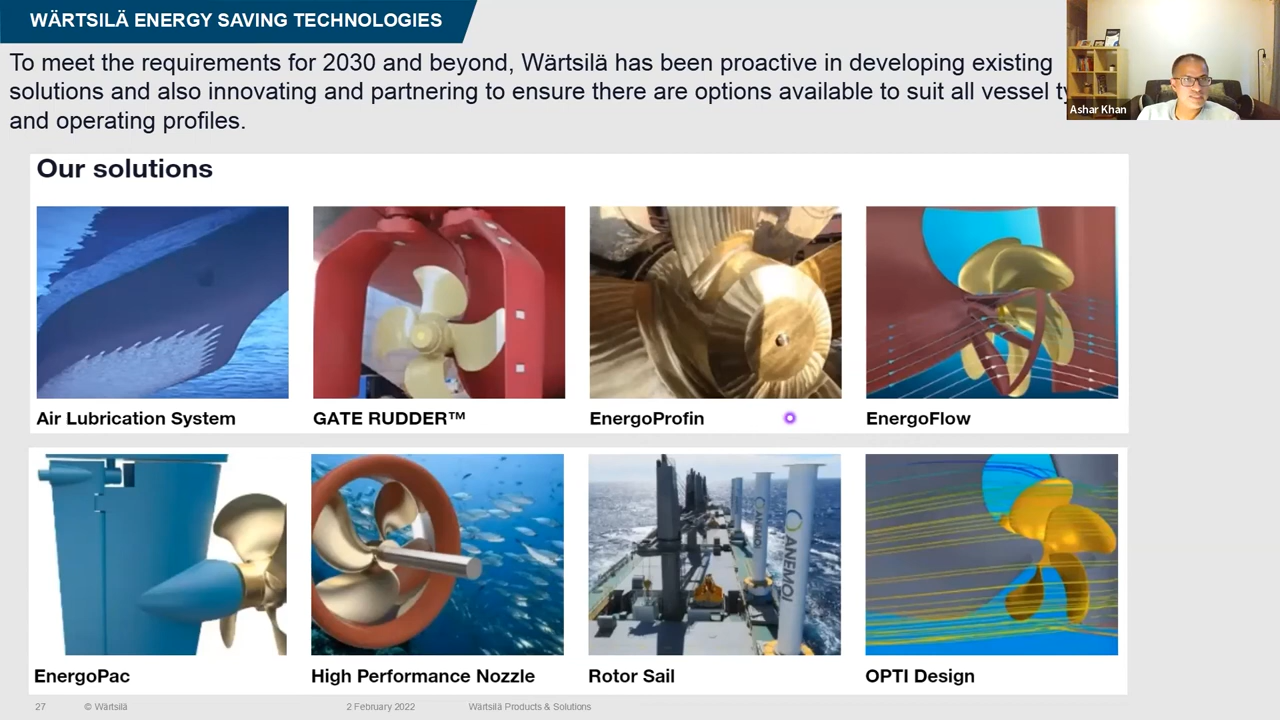 WÄRTSILÄ ENERGY SAVING TECHNOLOGIES
To meet the requirements for 2030 and beyond, Wärtsilä has been proactive in developing existing
solutions and also innovating and partnering to ensure there are options available to suit all vessel
and operating profiles.
Ashar Khan
Our solutions
Air Lubrication System
GATE RUDDER™
EnergoProfin
EnergoFlow
ANEMOI
ANEMOI
EnergoPac
High Performance Nozzle
Rotor Sail
OPTI Design
27
© Wärtsilä
2 February 2022
Wärtsilä Products & Solutions